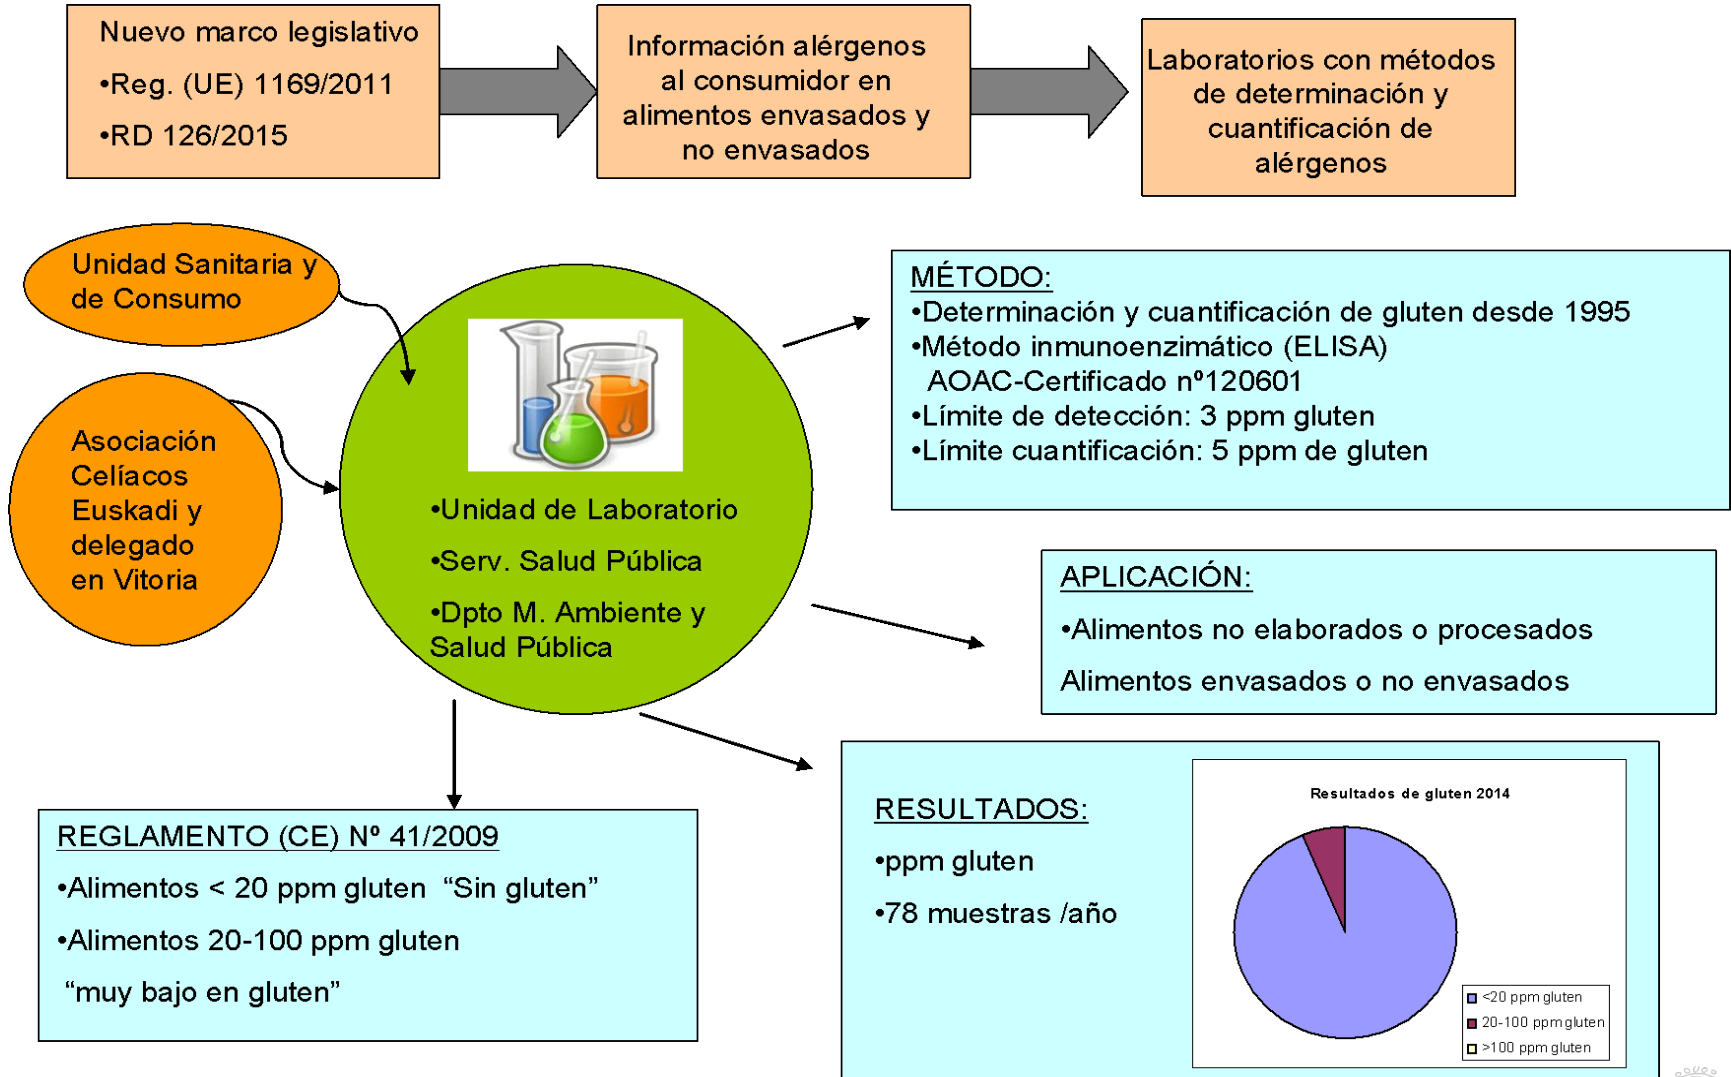 Nuevo marco legislativo
•Reg. (UE) 1169/2011
•RD 126/2015
Información alérgenos
al consumidor en
alimentos envasados y
no envasados
Laboratorios con métodos
de determinación y
cuantificación de
alérgenos
Unidad Sanitaria y
de Consumo
Asociación
Celíacos
Euskadi y
delegado
en Vitoria
•Unidad de Laboratorio
•Serv. Salud Pública
•Dpto M. Ambiente y
Salud Pública
MÉTODO:
•Determinación y cuantificación de gluten desde 1995
•Método inmunoenzimático (ELISA)
AOAC-Certificado nº120601
•Límite de detección: 3 ppm gluten
•Límite cuantificación: 5 ppm de gluten
APLICACIÓN:
•Alimentos no elaborados o procesados
Alimentos envasados o no envasados
REGLAMENTO (CE) Nº 41/2009
•Alimentos < 20 ppm gluten “Sin gluten”
•Alimentos 20-100 ppm gluten
“muy bajo en gluten”
RESULTADOS:
•ppm gluten
•78 muestras /año
Resultados de gluten 2014
<20 ppm gluten
20-100 ppm gluten
>100 ppm gluten